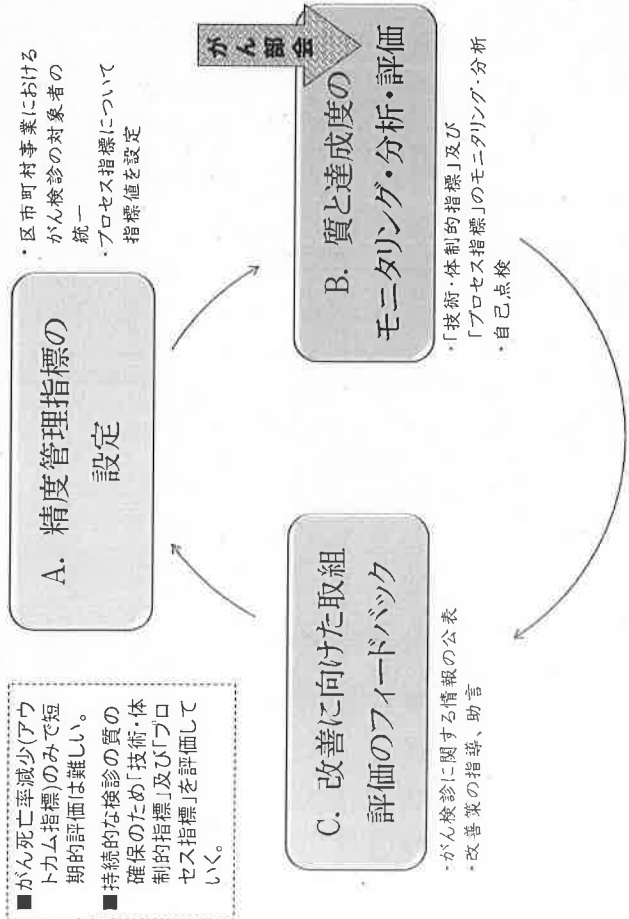 ■がん死亡率減少(アウ
トカム指標)のみで短
期的評価は難しい。
■持続的な検診の質の
確保のため「技術・体
制的指標」及び「プロ
セス指標」を評価して
いく。
A. 精度管理指標の
設定
・区市町村事業における
がん検診の対象者の
統一
・プロセス指標について
指標値を設定
がん部会
B. 質と達成度の
モニタリング・分析・評価
・「技術・体制的指標」及び
「プロセス指標」のモニタリング・分析
・自己点検
C. 改善に向けた取組
評価のフィードバック
・がん検診に関する情報の公表
・改善策の指導、助言